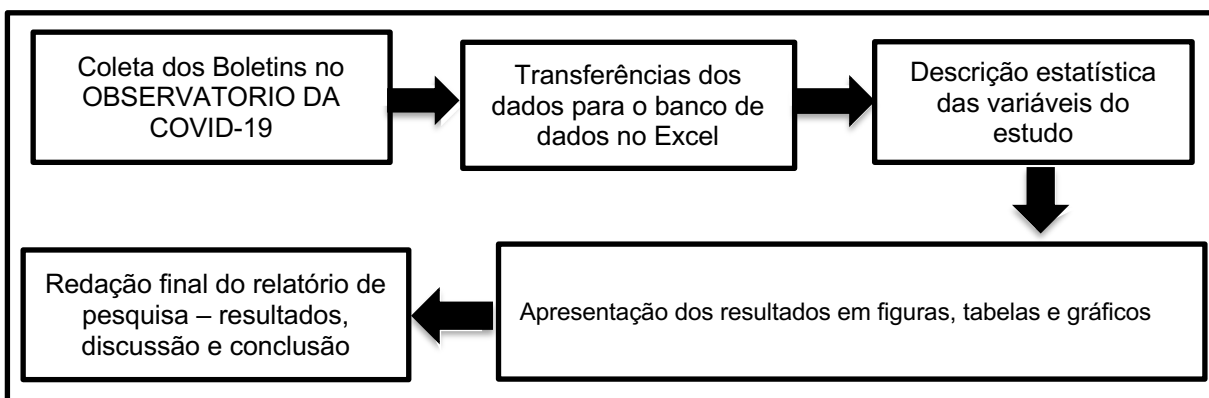 Coleta dos Boletins no
OBSERVATORIO DA
COVID-19
Transferências dos
dados para o banco de
dados no Excel
Descrição estatística
das variáveis do
estudo
Apresentação dos resultados em figuras, tabelas e gráficos
Redação final do relatório de
pesquisa – resultados,
discussão e conclusão